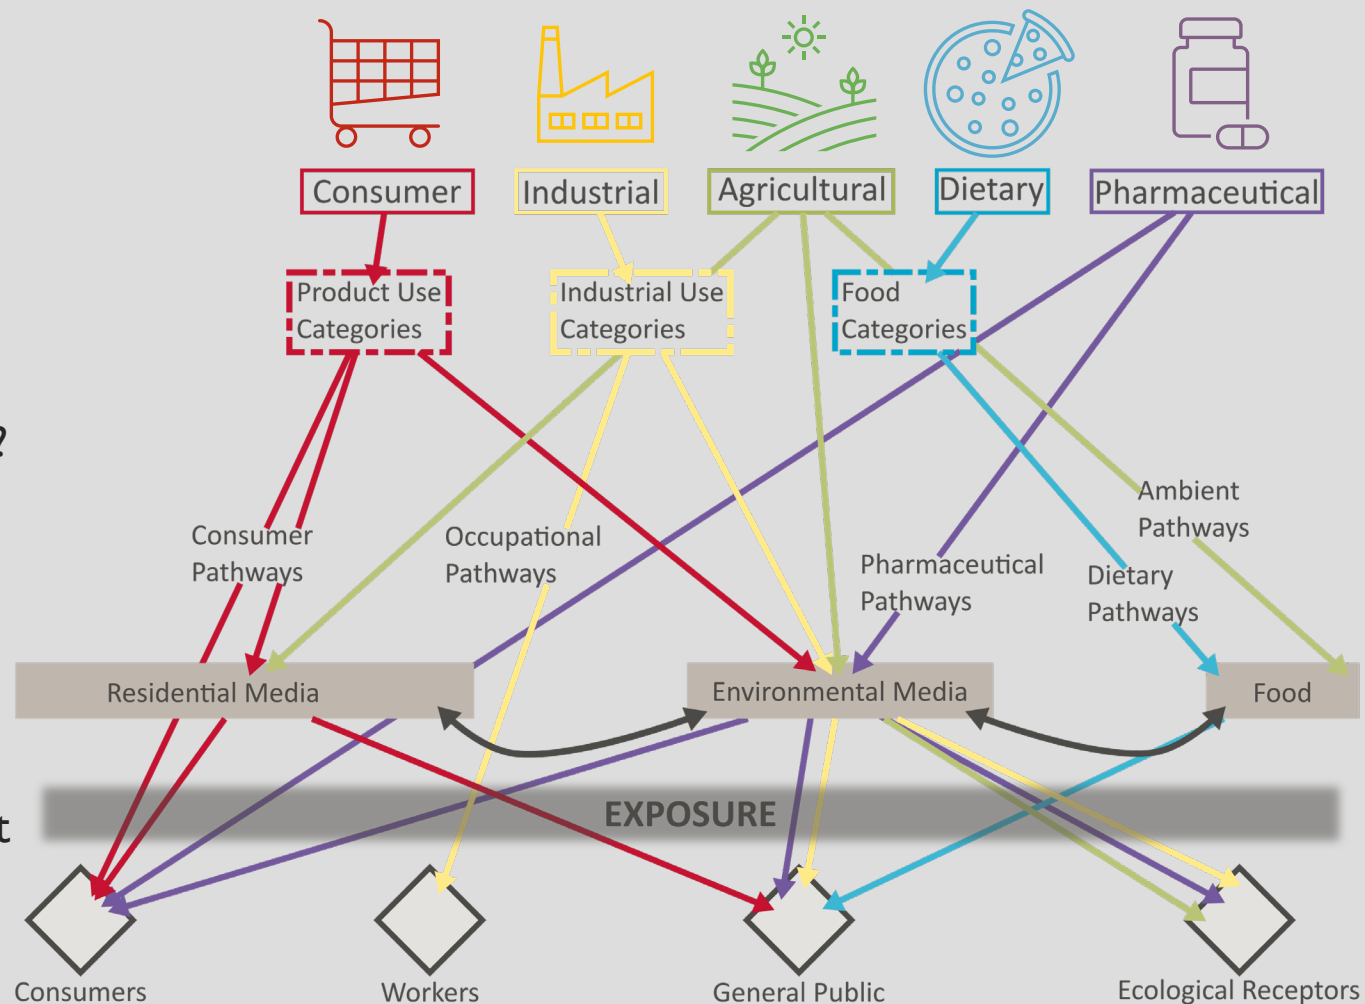 Consumer
Industrial
Agricultural
Dietary
Pharmaceutical
Product Use
Categories
Industrial Use
Categories
Food
Categories
?
Consumer
Pathways
Occupational
Pathways
Pharmaceutical
Pathways
Dietary
Pathways
Ambient
Pathways
Residential Media
Environmental Media
Food
EXPOSURE
t
Consumers
Workers
General Public
Ecological Receptors